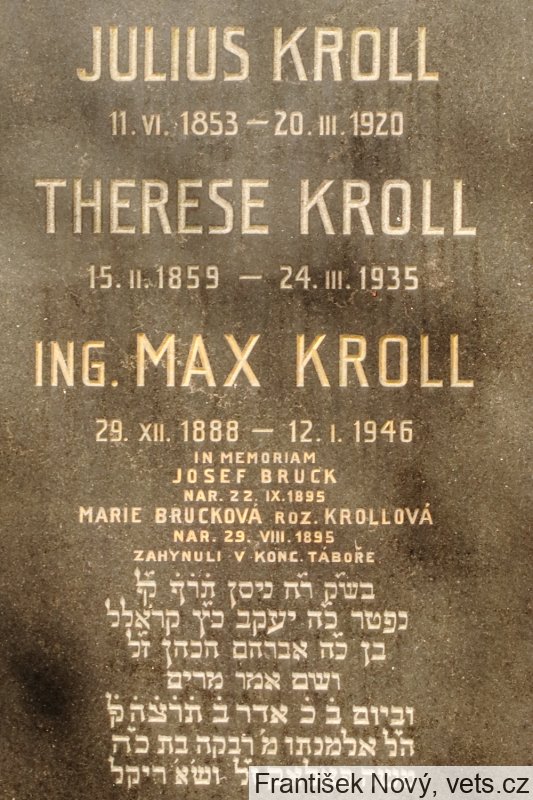 JULIUS KROLL
11. VI. 1853 – 20. III. 1920
THERESE KROLL
15. II. 1859 – 24. III. 1935
ING. MAX KROLL
29. XII. 1888 – 12. I. 1946
IN MEMORIAM
JOSEF BRUCK
NAR. 22. IX. 1895
MARIE BRUCKOVÁ ROZ. KROLLOVÁ
NAR. 29. VIII. 1895
ZAHYNULI V KONC. TÁBOŘE
בש״ק ר״ח ניסן
נפטר כ״ה יעקב כ״ץ קראלל
בן כ״ה אברהם הכהן ז״ל
ושם אמו מרים
וביום ב׳ כ׳ אדר ב׳
ה״ל אלמנתו מ׳ רבקה בת כ״ה
ריקל
František Nový, vets.cz